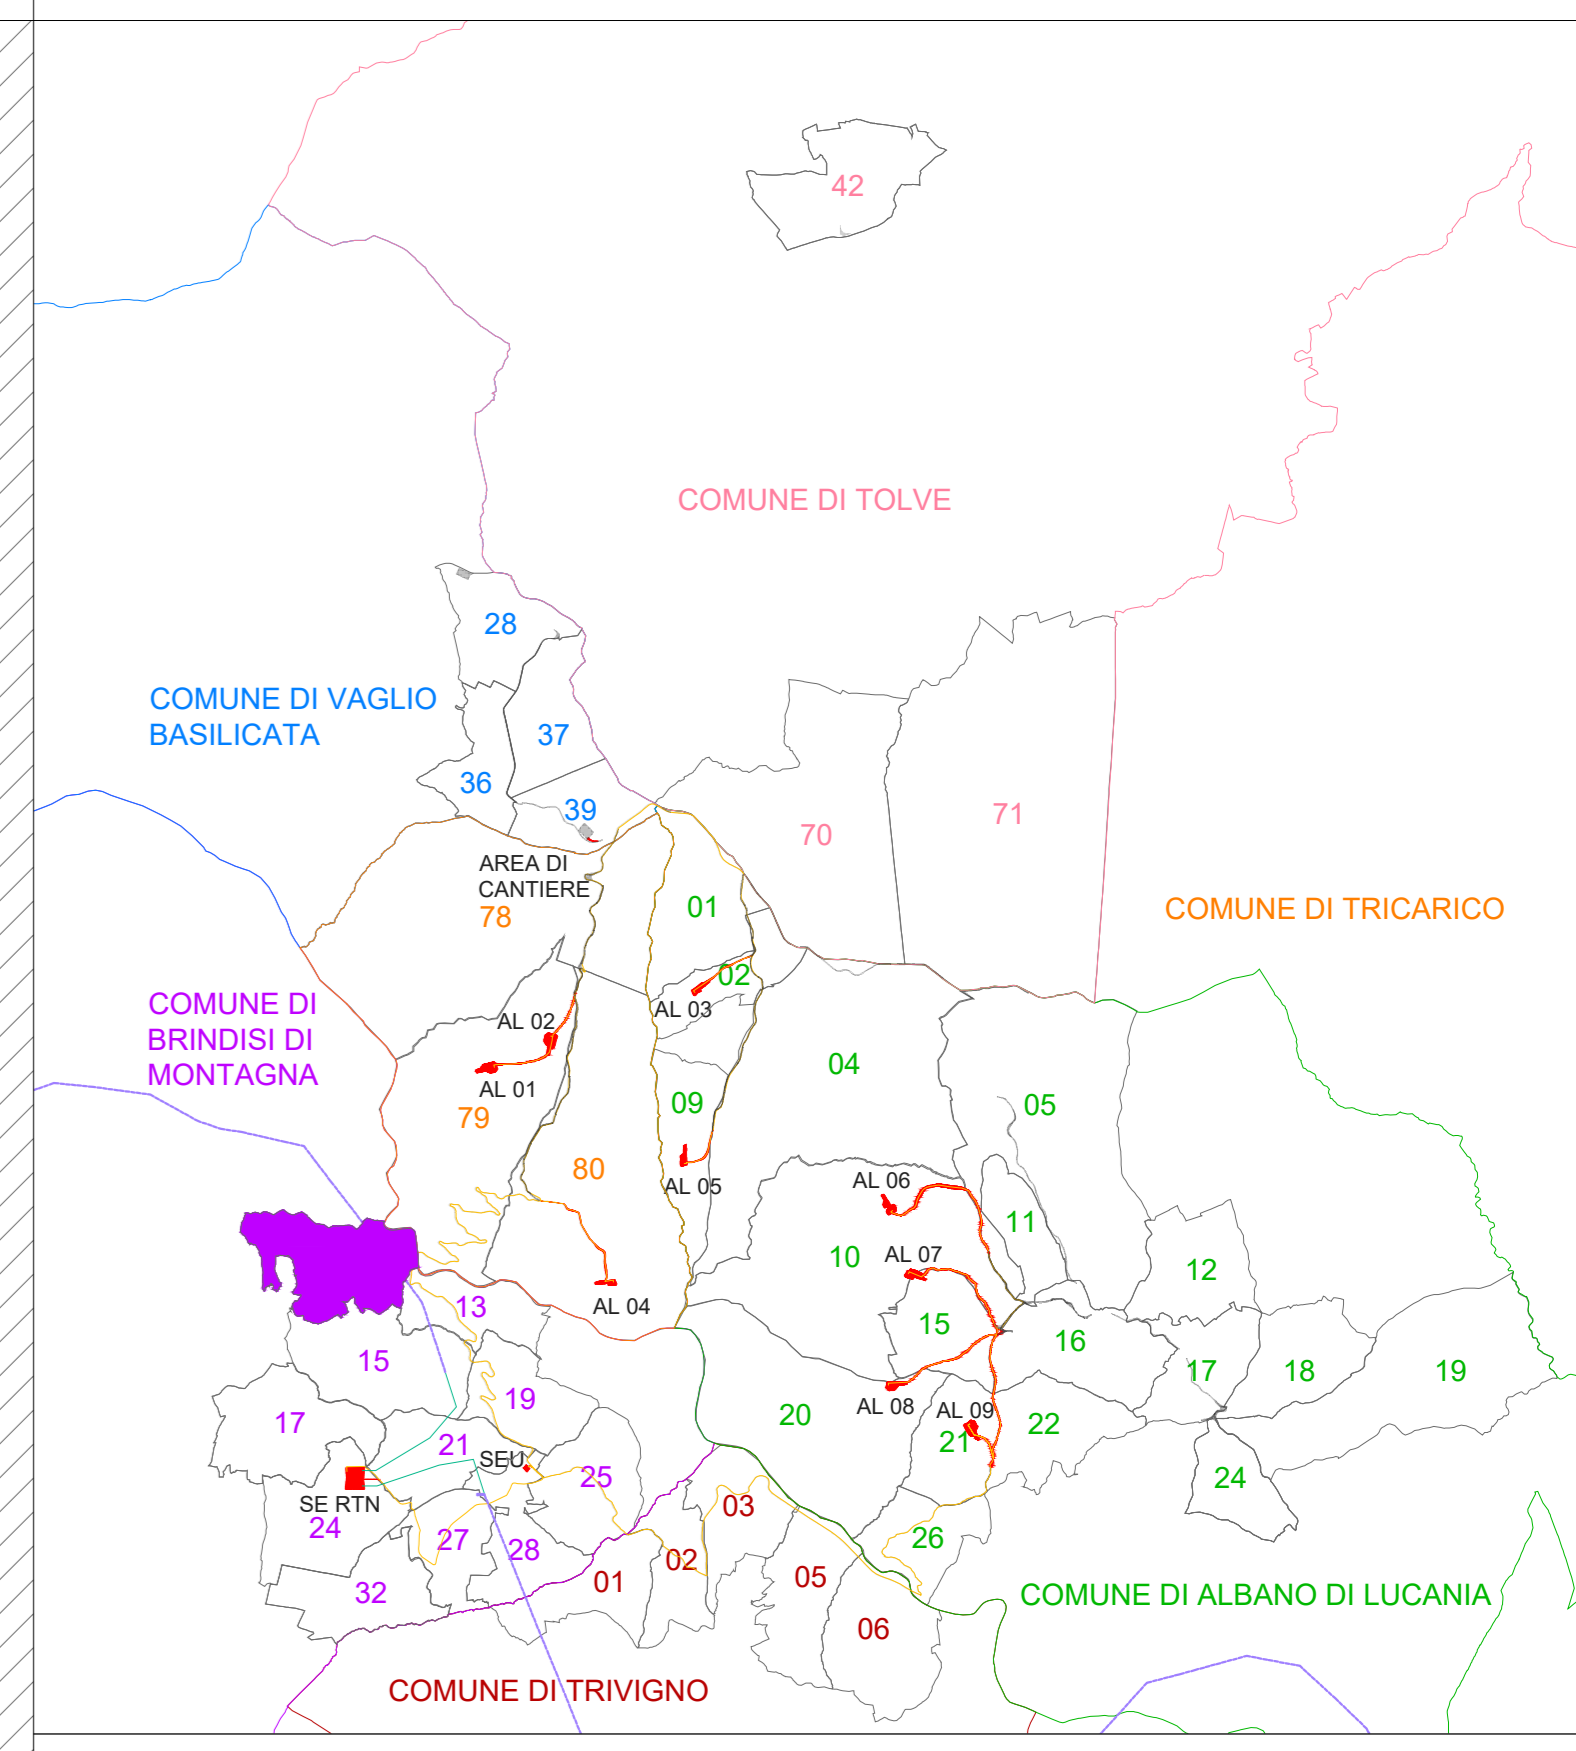 42
COMUNE DI TOLVE
28
COMUNE DI VAGLIO
BASILICATA
37
36
39
70
71
AREA DI
CANTIERE
78
01
COMUNE DI TRICARICO
02
AL 03
COMUNE DI
BRINDISI DI
MONTAGNA
AL 02
AL 01
79
04
09
05
80
AL 05
AL 06
11
10
AL 07
12
13
AL 04
15
16
15
17
18
19
19
17
20
AL 08
AL 09
21
22
21
SEU
25
24
SE RTN
24
03
27
28
26
02
01
05
32
06
COMUNE DI ALBANO DI LUCANIA
COMUNE DI TRIVIGNO